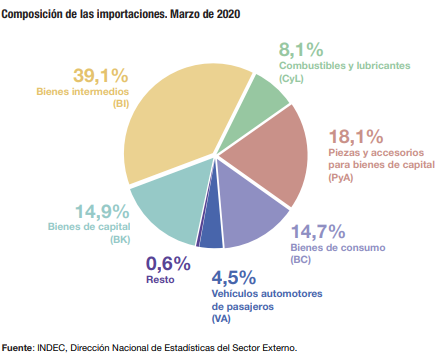 Composición de las importaciones. Marzo de 2020
39,1%
Bienes intermedios
(BI)
8,1%
Combustibles y lubricantes
(CyL)
18,1%
Piezas y accesorios
para bienes de capital
(PyA)
14,9%
Bienes de capital
(BK)
14,7%
Bienes de consumo
(BC)
0,6%
Resto
4,5%
Vehículos automotores
de pasajeros
(VA)
Fuente: INDEC, Dirección Nacional de Estadísticas del Sector Externo.